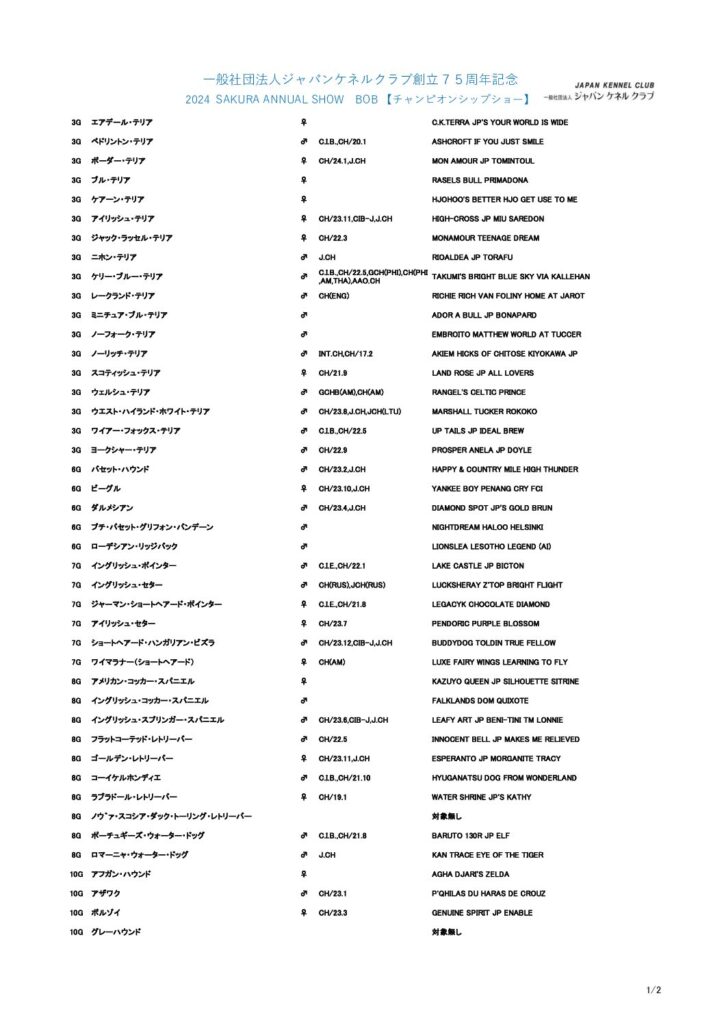 一般社団法人ジャパンケネルクラブ創立７５周年記念
JAPAN KENNEL CLUB
2024 SAKURA ANNUAL SHOW BOB【チャンピオンシップショー】
一般社団法人 ジャパン ケネル クラブ
3G エアデール・テリア ♀ C.K.TERRA JP'S YOUR WORLD IS WIDE
3G ベドリントン・テリア ♂ C.I.B.,CH/20.1 ASHCROFT IF YOU JUST SMILE
3G ボーダー・テリア ♀ CH/24.1,J.CH MON AMOUR JP TOMINTOUL
3G ブル・テリア ♀ RASELS BULL PRIMADONA
3G ケアーン・テリア ♀ HJOHOO'S BETTER HJO GET USE TO ME
3G アイリッシュ・テリア ♀ CH/23.11,CIB-J,J.CH HIGH-CROSS JP MIU SAREDON
3G ジャック・ラッセル・テリア ♀ CH/22.3 MONAMOUR TEENAGE DREAM
3G ニホン・テリア ♂ J.CH RIOALDEA JP TORAFU
3G ケリー・ブルー・テリア ♂ C.I.B.,CH/22.5,GCH(PHI),CH(PHI ,AM,THA),AAO.CH TAKUMI'S BRIGHT BLUE SKY VIA KALLEHAN
3G レークランド・テリア ♂ CH(ENG) RICHIE RICH VAN FOLINY HOME AT JAROT
3G ミニチュア・ブル・テリア ♂ ADOR A BULL JP BONAPARD
3G ノーフォーク・テリア ♂ EMBROITO MATTHEW WORLD AT TUCCER
3G ノーリッチ・テリア ♂ INT.CH,CH/17.2 AKIEM HICKS OF CHITOSE KIYOKAWA JP
3G スコティッシュ・テリア ♀ CH/21.9 LAND ROSE JP ALL LOVERS
3G ウェルシュ・テリア ♂ GCHB(AM),CH(AM) RANGEL'S CELTIC PRINCE
3G ウエスト・ハイランド・ホワイト・テリア ♂ CH/23.8,J.CH,JCH(LTU) MARSHALL TUCKER ROKOKO
3G ワイアー・フォックス・テリア ♂ C.I.B.,CH/22.5 UP TAILS JP IDEAL BREW
3G ヨークシャー・テリア ♂ CH/22.9 PROSPER ANELA JP DOYLE
6G バセット・ハウンド ♂ CH/23.2,J.CH HAPPY & COUNTRY MILE HIGH THUNDER
6G ビーグル ♀ CH/23.10,J.CH YANKEE BOY PENANG CRY FCI
6G ダルメシアン ♂ CH/23.4,J.CH DIAMOND SPOT JP'S GOLD BRUN
6G プチ・バセット・グリフォン・バンデーン ♂ NIGHTDREAM HALOO HELSINKI
6G ローデシアン・リッジバック ♂ LIONSLEA LESOTHO LEGEND (AI)
7G イングリッシュ・ポインター ♂ C.I.E.,CH/22.1 LAKE CASTLE JP BICTON
7G イングリッシュ・セター ♂ CH(RUS),JCH(RUS) LUCKSHERAY Z'TOP BRIGHT FLIGHT
7G ジャーマン・ショートヘアード・ポインター ♀ C.I.E.,CH/21.8 LEGACYK CHOCOLATE DIAMOND
7G アイリッシュ・セター ♀ CH/23.7 PENDORIC PURPLE BLOSSOM
7G ショートヘアード・ハンガリアン・ビズラ ♂ CH/23.12,CIB-J,J.CH BUDDYDOG TOLDIN TRUE FELLOW
7G ワイマラナー(ショートヘアード) ♀ CH(AM) LUXE FAIRY WINGS LEARNING TO FLY
8G アメリカン・コッカー・スパニエル ♀ KAZUYO QUEEN JP SILHOUETTE SITRINE
8G イングリッシュ・コッカー・スパニエル ♂ FALKLANDS DOM QUIXOTE
8G イングリッシュ・スプリンガー・スパニエル ♂ CH/23.6,CIB-J,J.CH LEAFY ART JP BENI-TINI TM LONNIE
8G フラットコーテッド・レトリーバー ♂ CH/22.5 INNOCENT BELL JP MAKES ME RELIEVED
8G ゴールデン・レトリーバー ♀ CH/23.11,J.CH ESPERANTO JP MORGANITE TRACY
8G コーイケルホンディエ ♂ C.I.B.,CH/21.10 HYUGANATSU DOG FROM WONDERLAND
8G ラブラドール・レトリーバー ♀ CH/19.1 WATER SHRINE JP'S KATHY
8G ノヴァ・スコシア・ダック・トーリング・レトリーバー 対象無し
8G ポーチュギーズ・ウォーター・ドッグ ♂ C.I.B.,CH/21.8 BARUTO 130R JP ELF
8G ロマーニャ・ウォーター・ドッグ ♂ J.CH KAN TRACE EYE OF THE TIGER
10G アフガン・ハウンド ♀ AGHA DJARI'S ZELDA
10G アザワク ♂ CH/23.1 P'QHILAS DU HARAS DE CROUZ
10G ボルゾイ ♀ CH/23.3 GENUINE SPIRIT JP ENABLE
10G グレーハウンド 対象無し
1/2